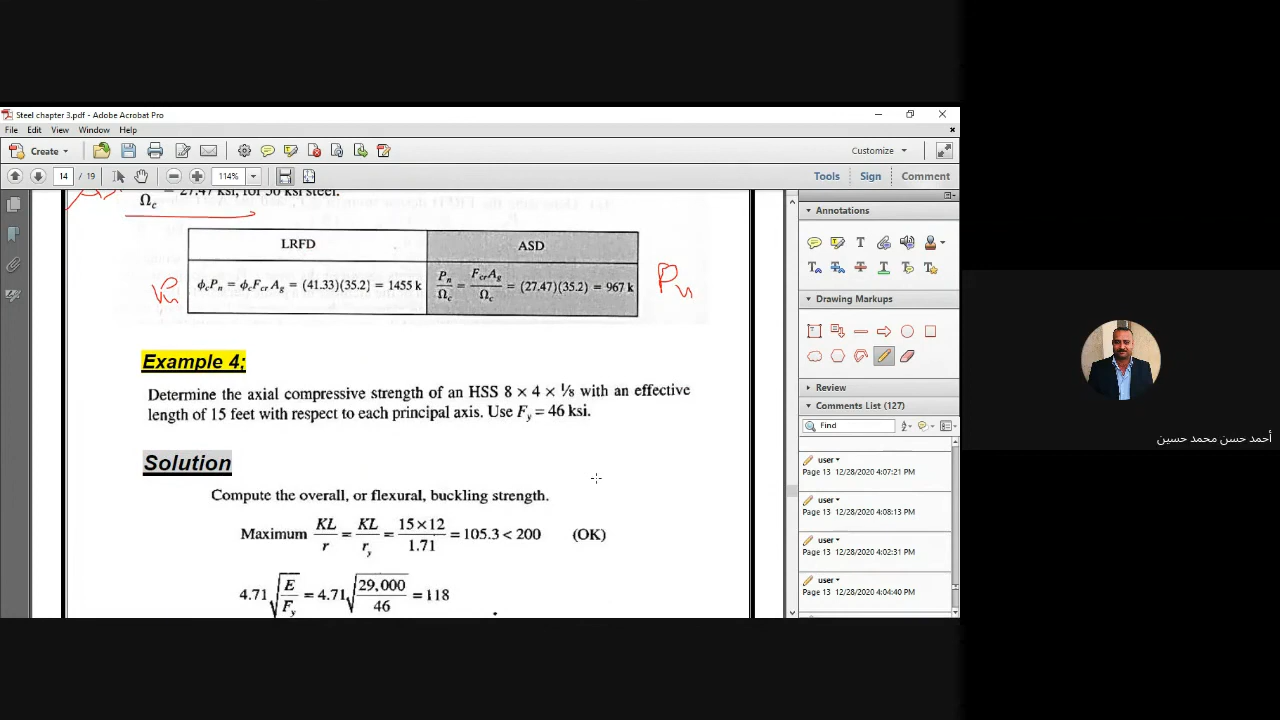 Steel chapter 3.pdf - Adobe Acrobat Pro
File Edit View Window Help
Create Customize
14 / 19 114% Tools Sign Comment
= 27.47 ksi, for 50 ksi steel.
Ωc
LRFD ASD
ϕcPn = ϕcFcr Ag = (41.33)(35.2) = 1455 k
Pn/Ωc = FcrAg/Ωc = (27.47)(35.2) = 967 k
Pu
Example 4;
Determine the axial compressive strength of an HSS 8 × 4 × 1/8 with an effective
length of 15 feet with respect to each principal axis. Use Fy = 46 ksi.
Solution
Compute the overall, or flexural, buckling strength.
Maximum KL/r = KL/ry = 15×12/1.71 = 105.3 < 200 (OK)
4.71√E/Fy = 4.71√29,000/46 = 118
Annotations
Drawing Markups
Review
Comments List (127)
Find
user
Page 13 12/28/2020 4:07:21 PM
user
Page 13 12/28/2020 4:08:13 PM
user
Page 13 12/28/2020 4:02:31 PM
user
Page 13 12/28/2020 4:04:40 PM
أحمد حسن محمد حسين